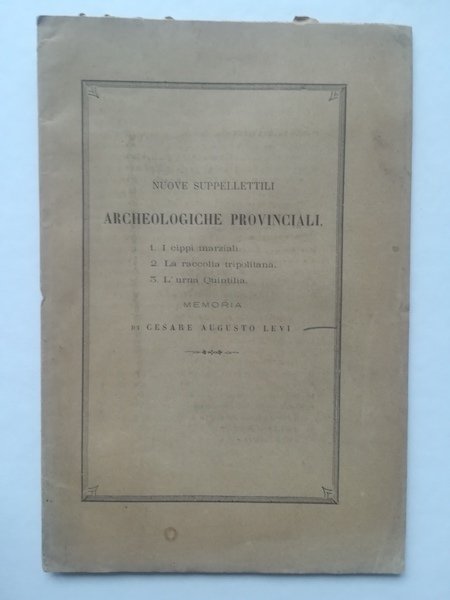 NUOVE SUPPELLETTILI
ARCHEOLOGICHE PROVINCIALI.
1. I cippi marziali.
2. La raccolta tripolitana.
3. L'urna Quintilia.
MEMORIA
DI CESARE AUGUSTO LEVI